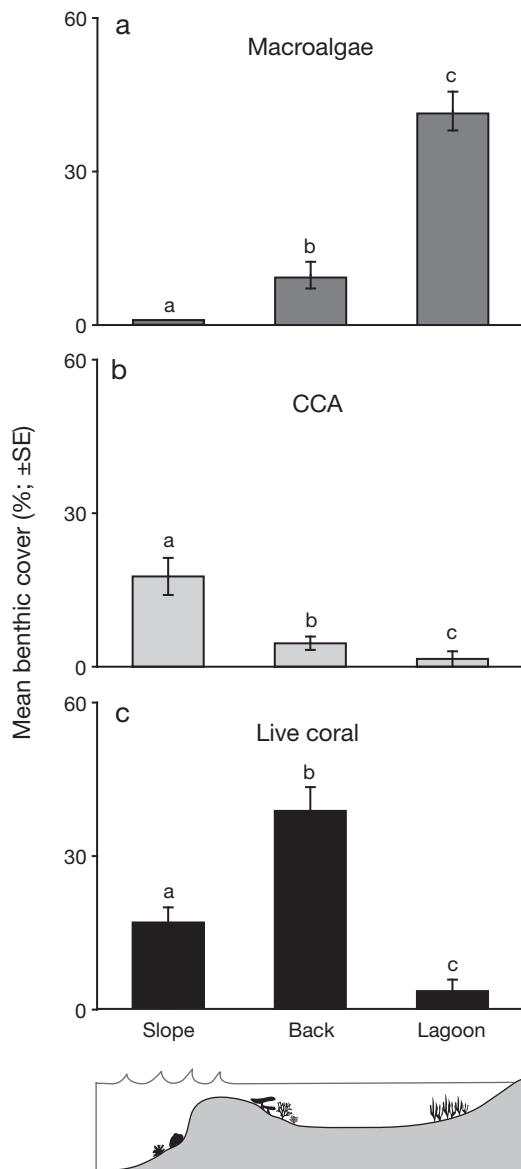 Mean benthic cover (%; ±SE)
a
Macroalgae
60
30
0
a
b
c
b
CCA
60
30
0
a
b
c
c
Live coral
60
30
0
a
b
c
Slope Back Lagoon